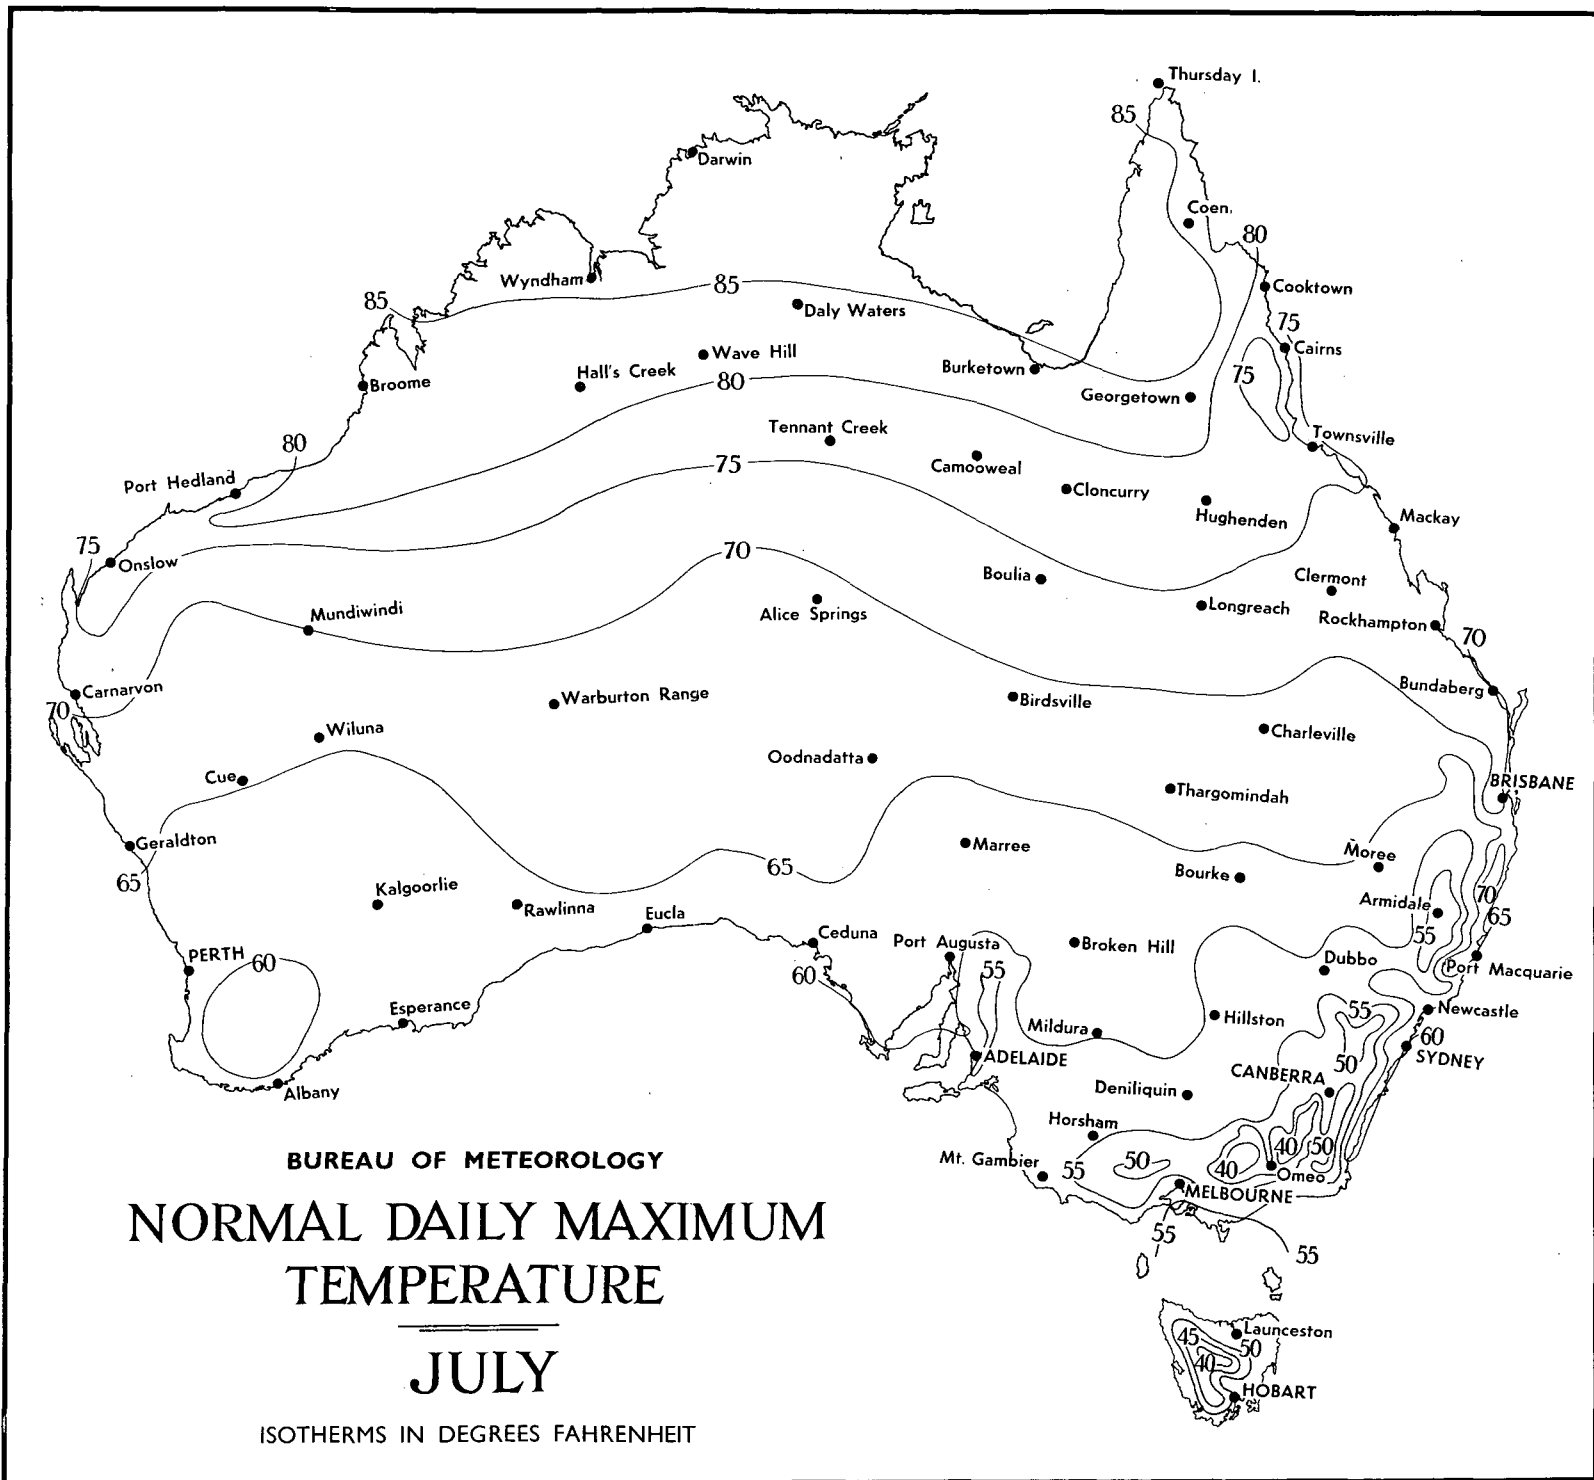 Thursday I.
85
Darwin
Coen.
80
Wyndham
85
85
Cooktown
Daly Waters
75
Cairns
Wave Hill
Hall's Creek
Burketown
Broome
80
75
Georgetown
Tennant Creek
Townsville
80
Camooweal
75
Port Hedland
Cloncurry
Hughenden
Mackay
75
Onslow
70
Boulia
Clermont
Longreach
Mundiwindi
Alice Springs
Rockhampton
70
Carnarvon
Warburton Range
Birdsville
Bundaberg
70
Wiluna
Charleville
Oodnadatta
Cue
BRISBANE
Thargomindah
Geraldton
Marree
Moree
65
65
Bourke
Kalgoorlie
Rawlinna
Armidale
70
65
Eucla
Ceduna
Port Augusta
Broken Hill
55
PERTH
60
60
55
Dubbo
Port Macquarie
Esperance
Mildura
Hillston
55
Newcastle
60
SYDNEY
ADELAIDE
50
CANBERRA
Albany
Deniliquin
Horsham
BUREAU OF METEOROLOGY
Mt. Gambier
55
50
40
40
50
Omeo
MELBOURNE
NORMAL DAILY MAXIMUM
55
55
TEMPERATURE
Launceston
45
50
40
JULY
HOBART
ISOTHERMS IN DEGREES FAHRENHEIT